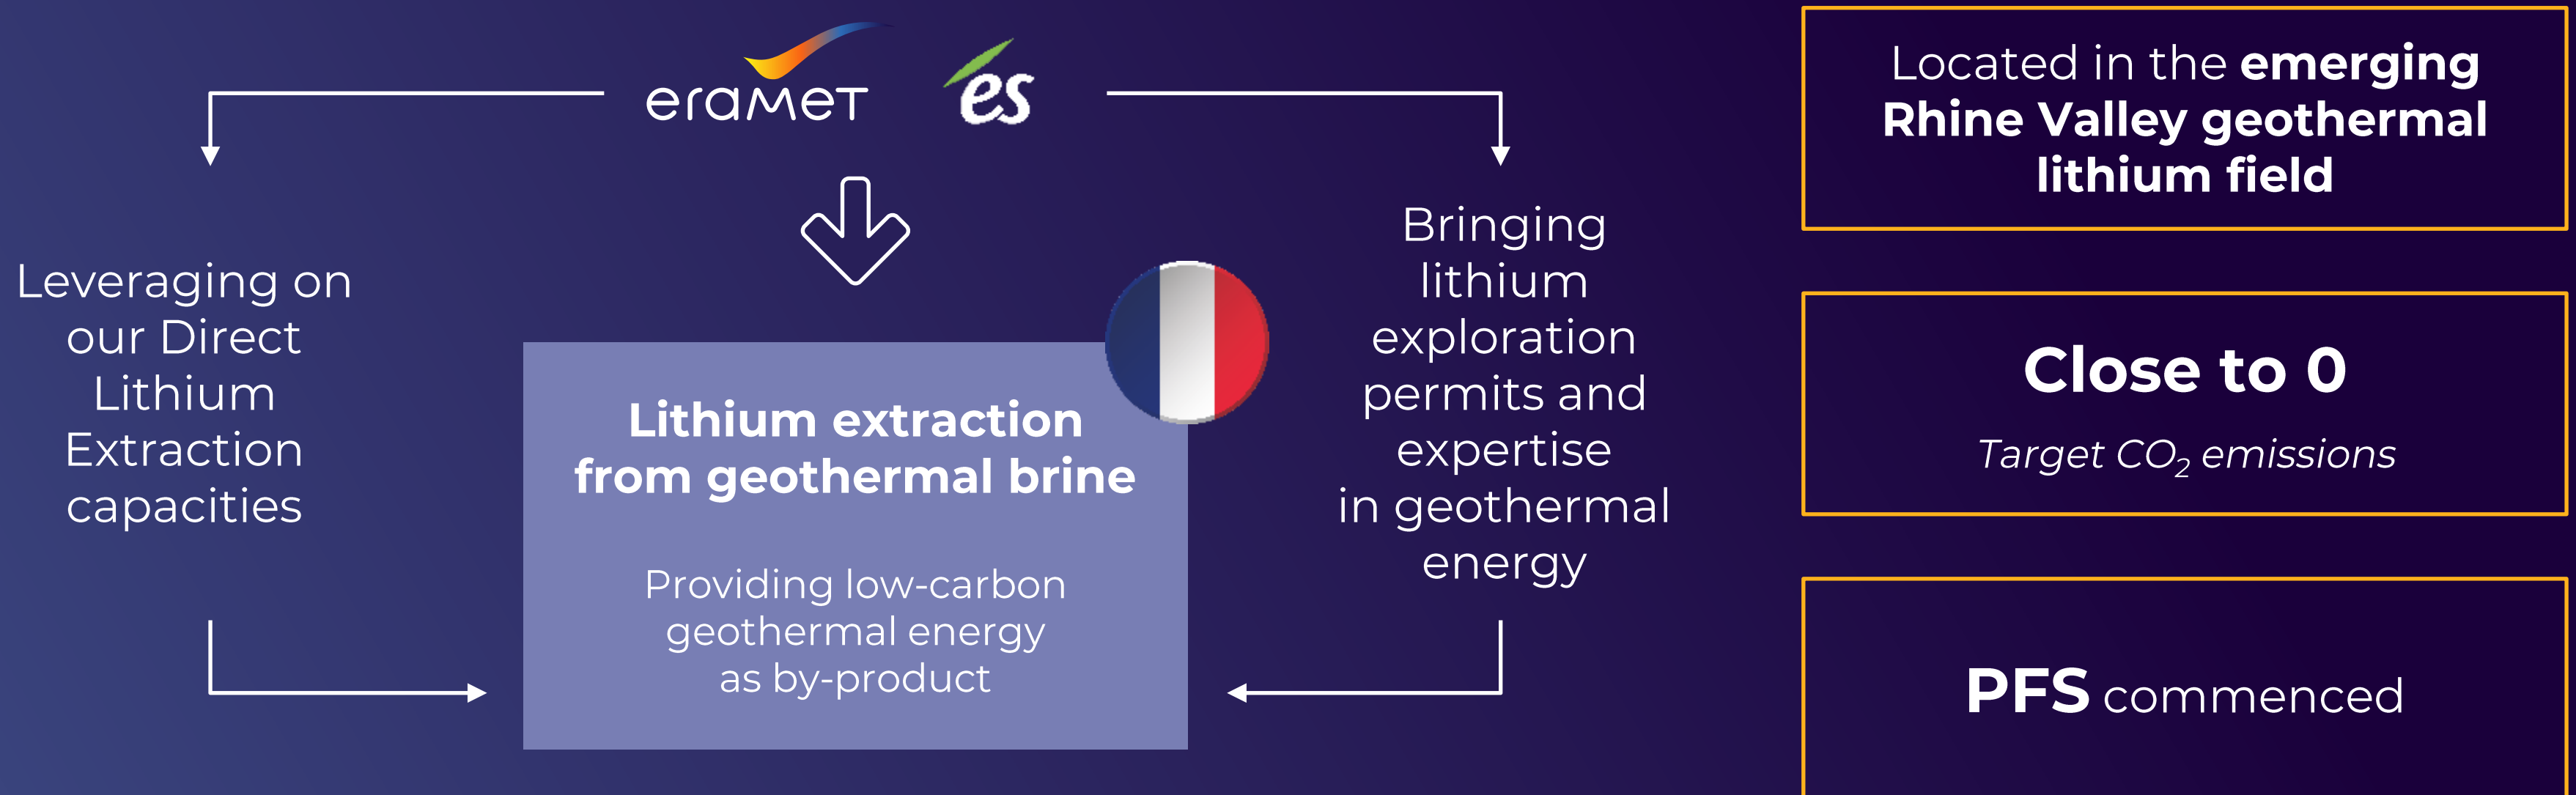 eramet
és
Leveraging on
our Direct
Lithium
Extraction
capacities
Lithium extraction
from geothermal brine
Providing low-carbon
geothermal energy
as by-product
Bringing
lithium
exploration
permits and
expertise
in geothermal
energy
Located in the emerging
Rhine Valley geothermal
lithium field
Close to 0
Target CO₂ emissions
PFS commenced